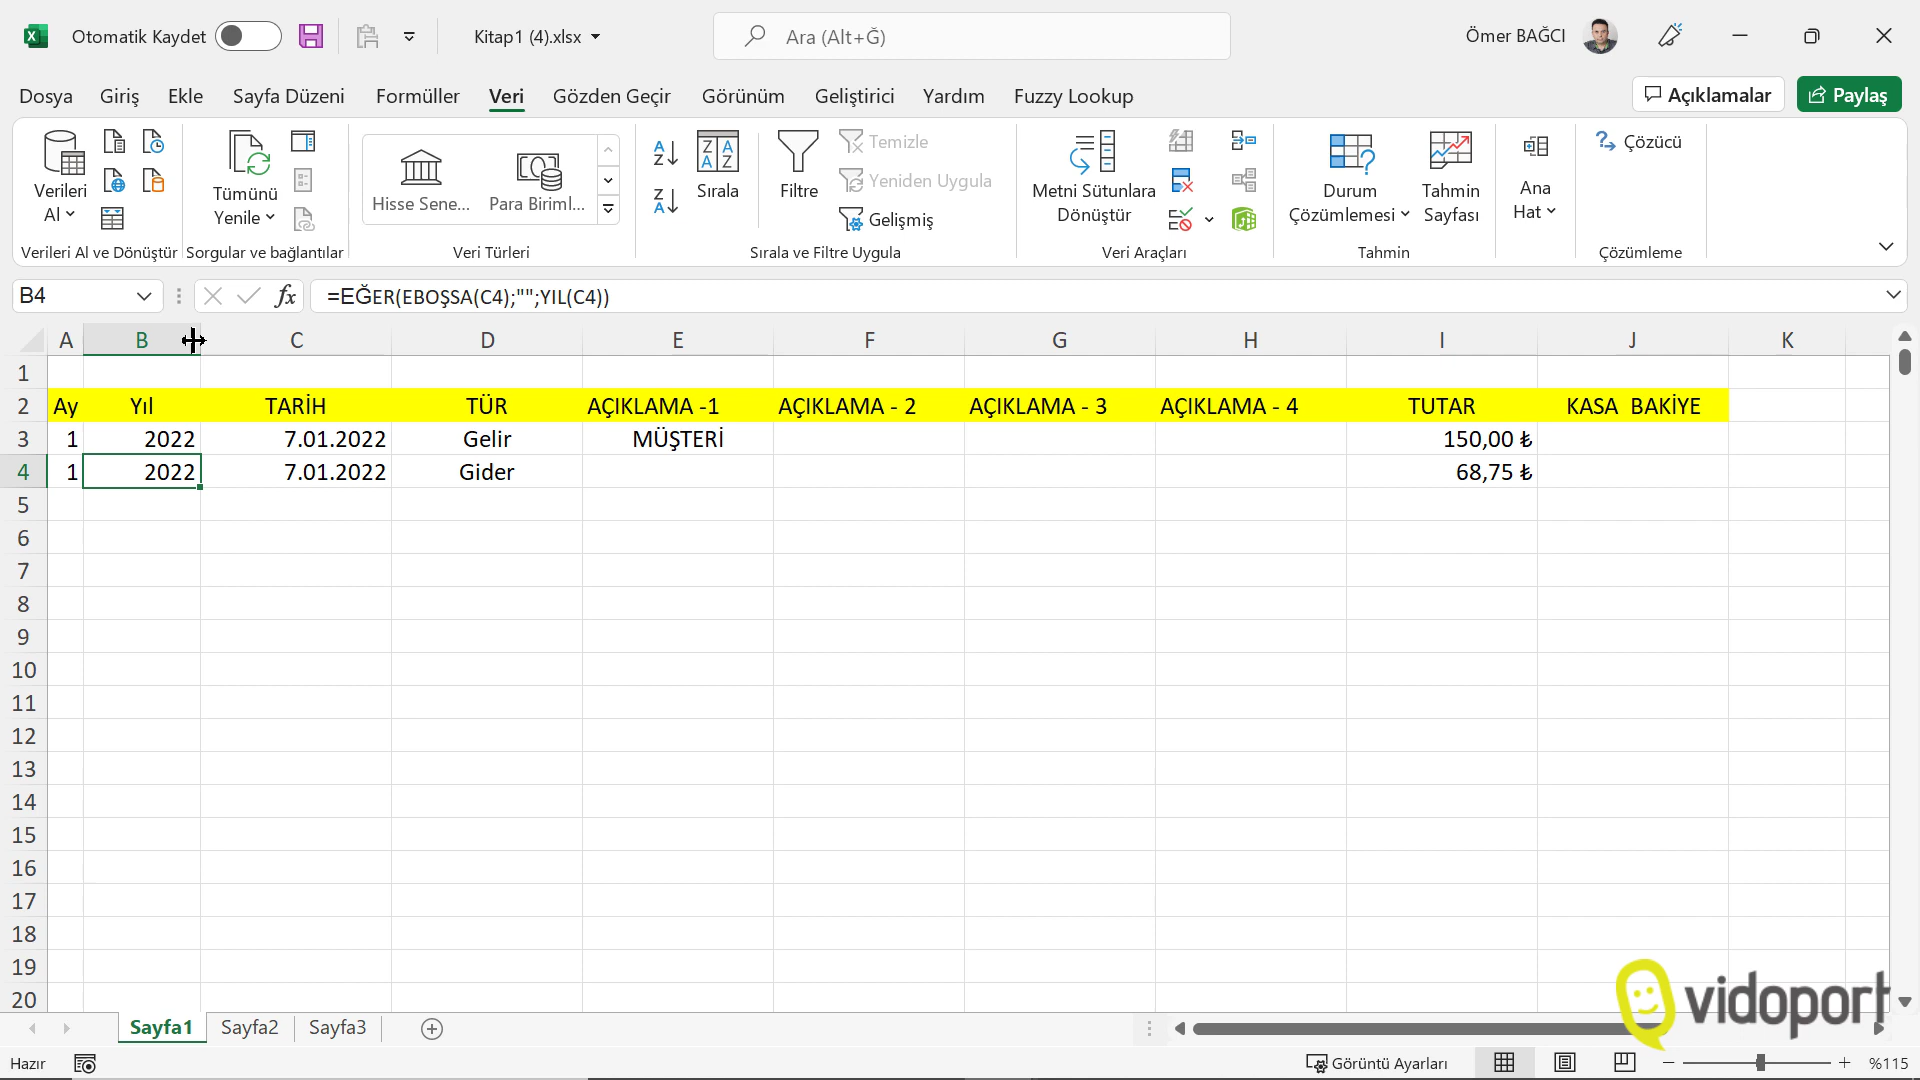 Otomatik Kaydet
Kitap1 (4).xlsx
Ara (Alt+Ğ)
Ömer BAĞCI
Dosya Giriş Ekle Sayfa Düzeni Formüller Veri Gözden Geçir Görünüm Geliştirici Yardım Fuzzy Lookup
Açıklamalar
Paylaş
Verileri Al
Tümünü Yenile
Hisse Sene...
Para Biriml...
Sırala
Filtre
Temizle
Yeniden Uygula
Gelişmiş
Metni Sütunlara Dönüştür
Durum Çözümlemesi
Tahmin Sayfası
Ana Hat
Çözücü
Verileri Al ve Dönüştür
Sorgular ve bağlantılar
Veri Türleri
Sırala ve Filtre Uygula
Veri Araçları
Tahmin
Çözümleme
B4
fx
=EĞER(EBOŞSA(C4);"";YIL(C4))
A B C D E F G H I J K
1
2 Ay Yıl TARİH TÜR AÇIKLAMA -1 AÇIKLAMA - 2 AÇIKLAMA - 3 AÇIKLAMA - 4 TUTAR KASA BAKİYE
3 1 2022 7.01.2022 Gelir MÜŞTERİ 150,00 ₺
4 1 2022 7.01.2022 Gider 68,75 ₺
5
6
7
8
9
10
11
12
13
14
15
16
17
18
19
20
vidoport
Sayfa1 Sayfa2 Sayfa3
Hazır
Görüntü Ayarları
%115